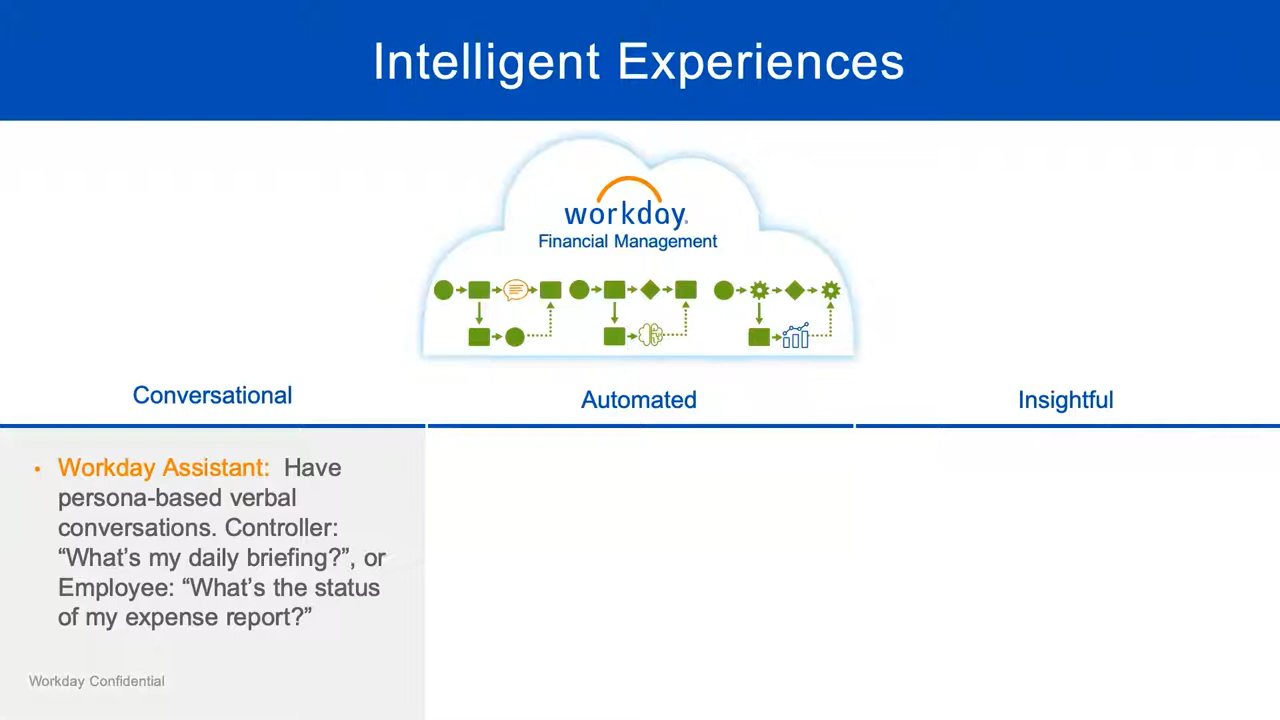 Intelligent Experiences
workday.
Financial Management
Conversational
Automated
Insightful
• Workday Assistant: Have
persona-based verbal
conversations. Controller:
“What’s my daily briefing?”, or
Employee: “What’s the status
of my expense report?”
Workday Confidential